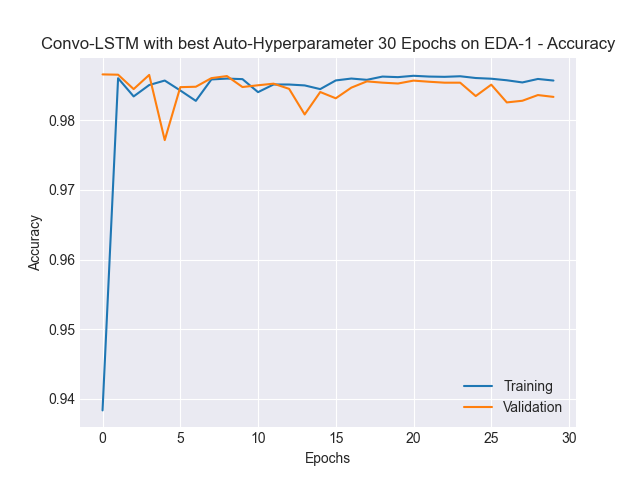 Convo-LSTM with best Auto-Hyperparameter 30 Epochs on EDA-1 - Accuracy
0.98
0.97
0.96
0.95
0.94
Accuracy
Training
Validation
0 5 10 15 20 25 30
Epochs